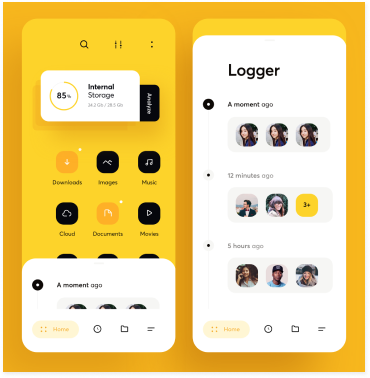 85%
Internal
Storage
24.3 Gb / 28.5 Gb
Analyze
Downloads
Images
Music
Cloud
Documents
Movies
A moment ago
Home
Logger
A moment ago
12 minutes ago
3+
5 hours ago
Home